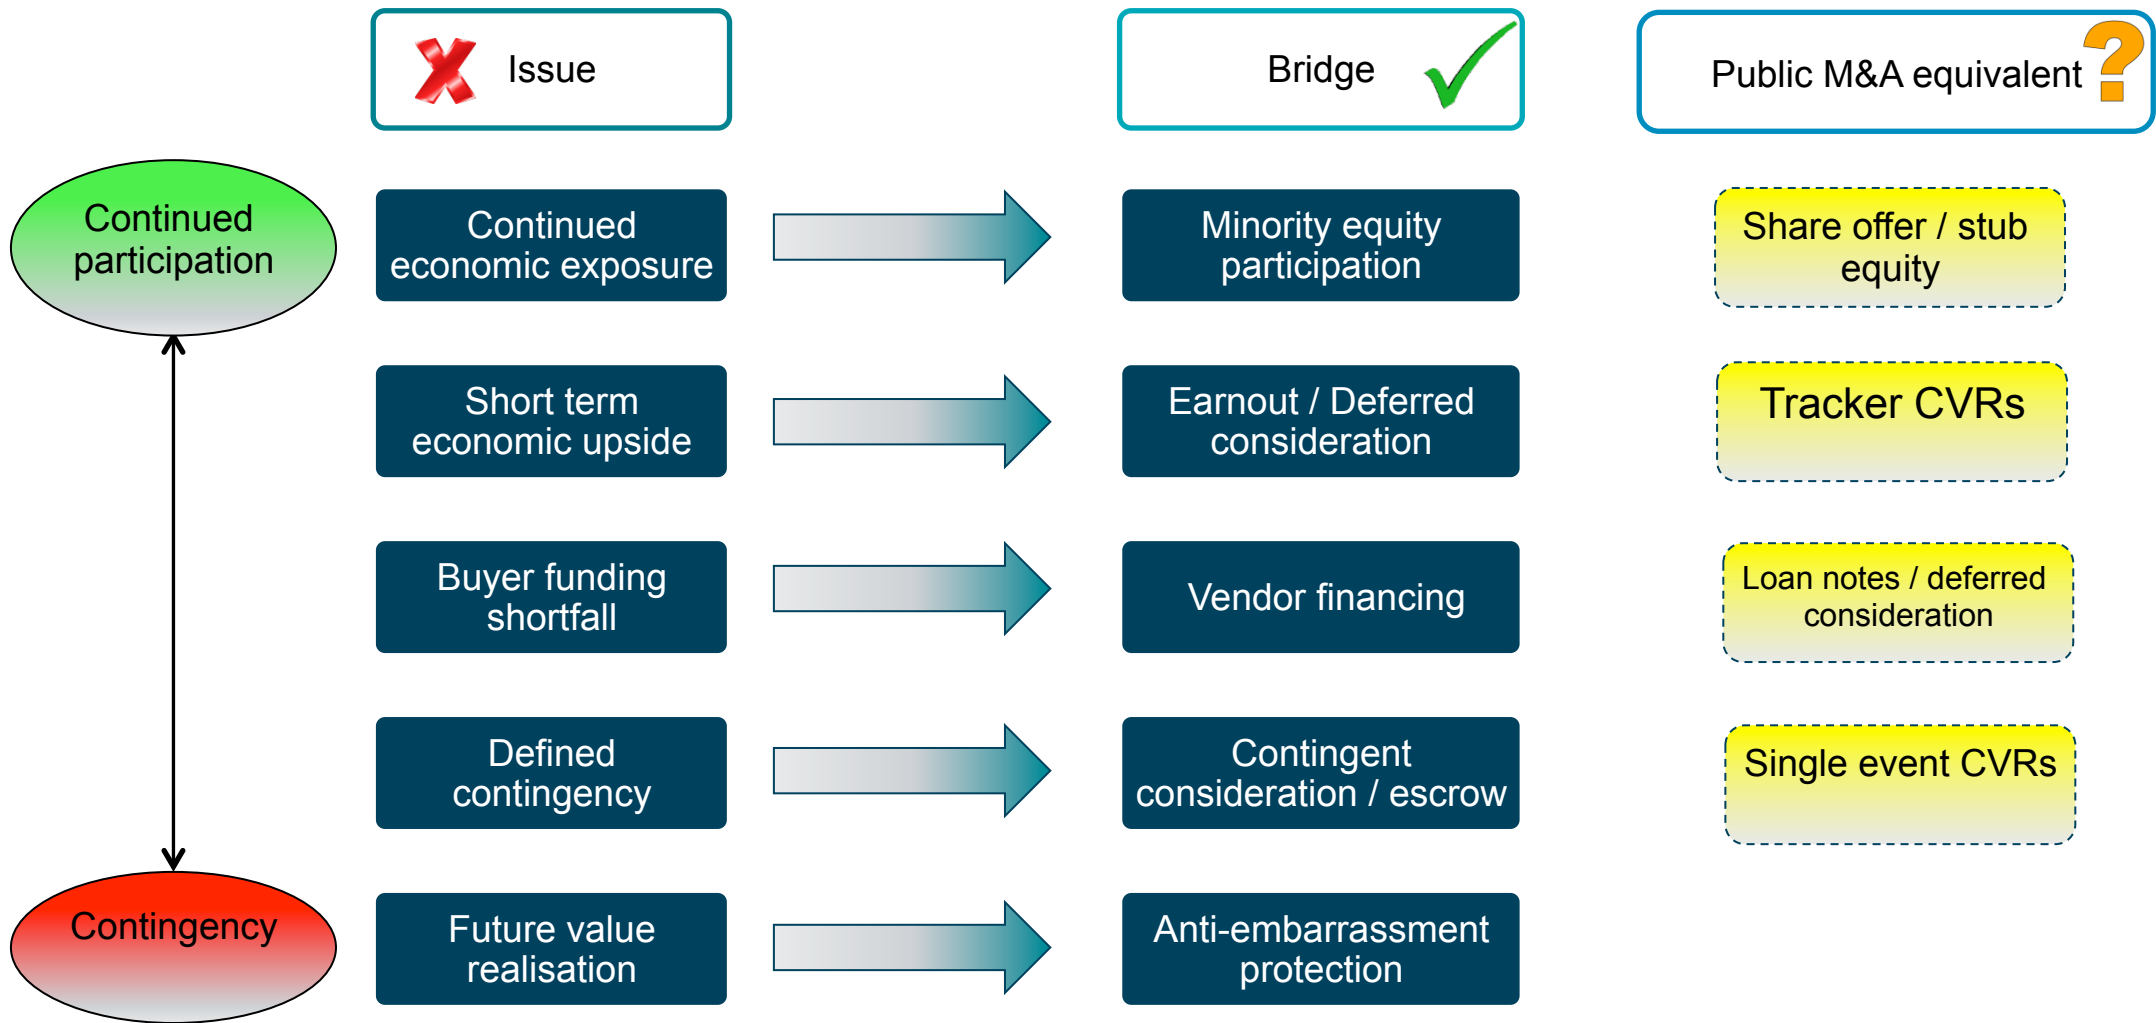 Issue
Bridge
Public M&A equivalent
Continued
participation
Continued
economic exposure
Minority equity
participation
Share offer / stub
equity
Short term
economic upside
Earnout / Deferred
consideration
Tracker CVRs
Buyer funding
shortfall
Vendor financing
Loan notes / deferred
consideration
Defined
contingency
Contingent
consideration / escrow
Single event CVRs
Contingency
Future value
realisation
Anti-embarrassment
protection